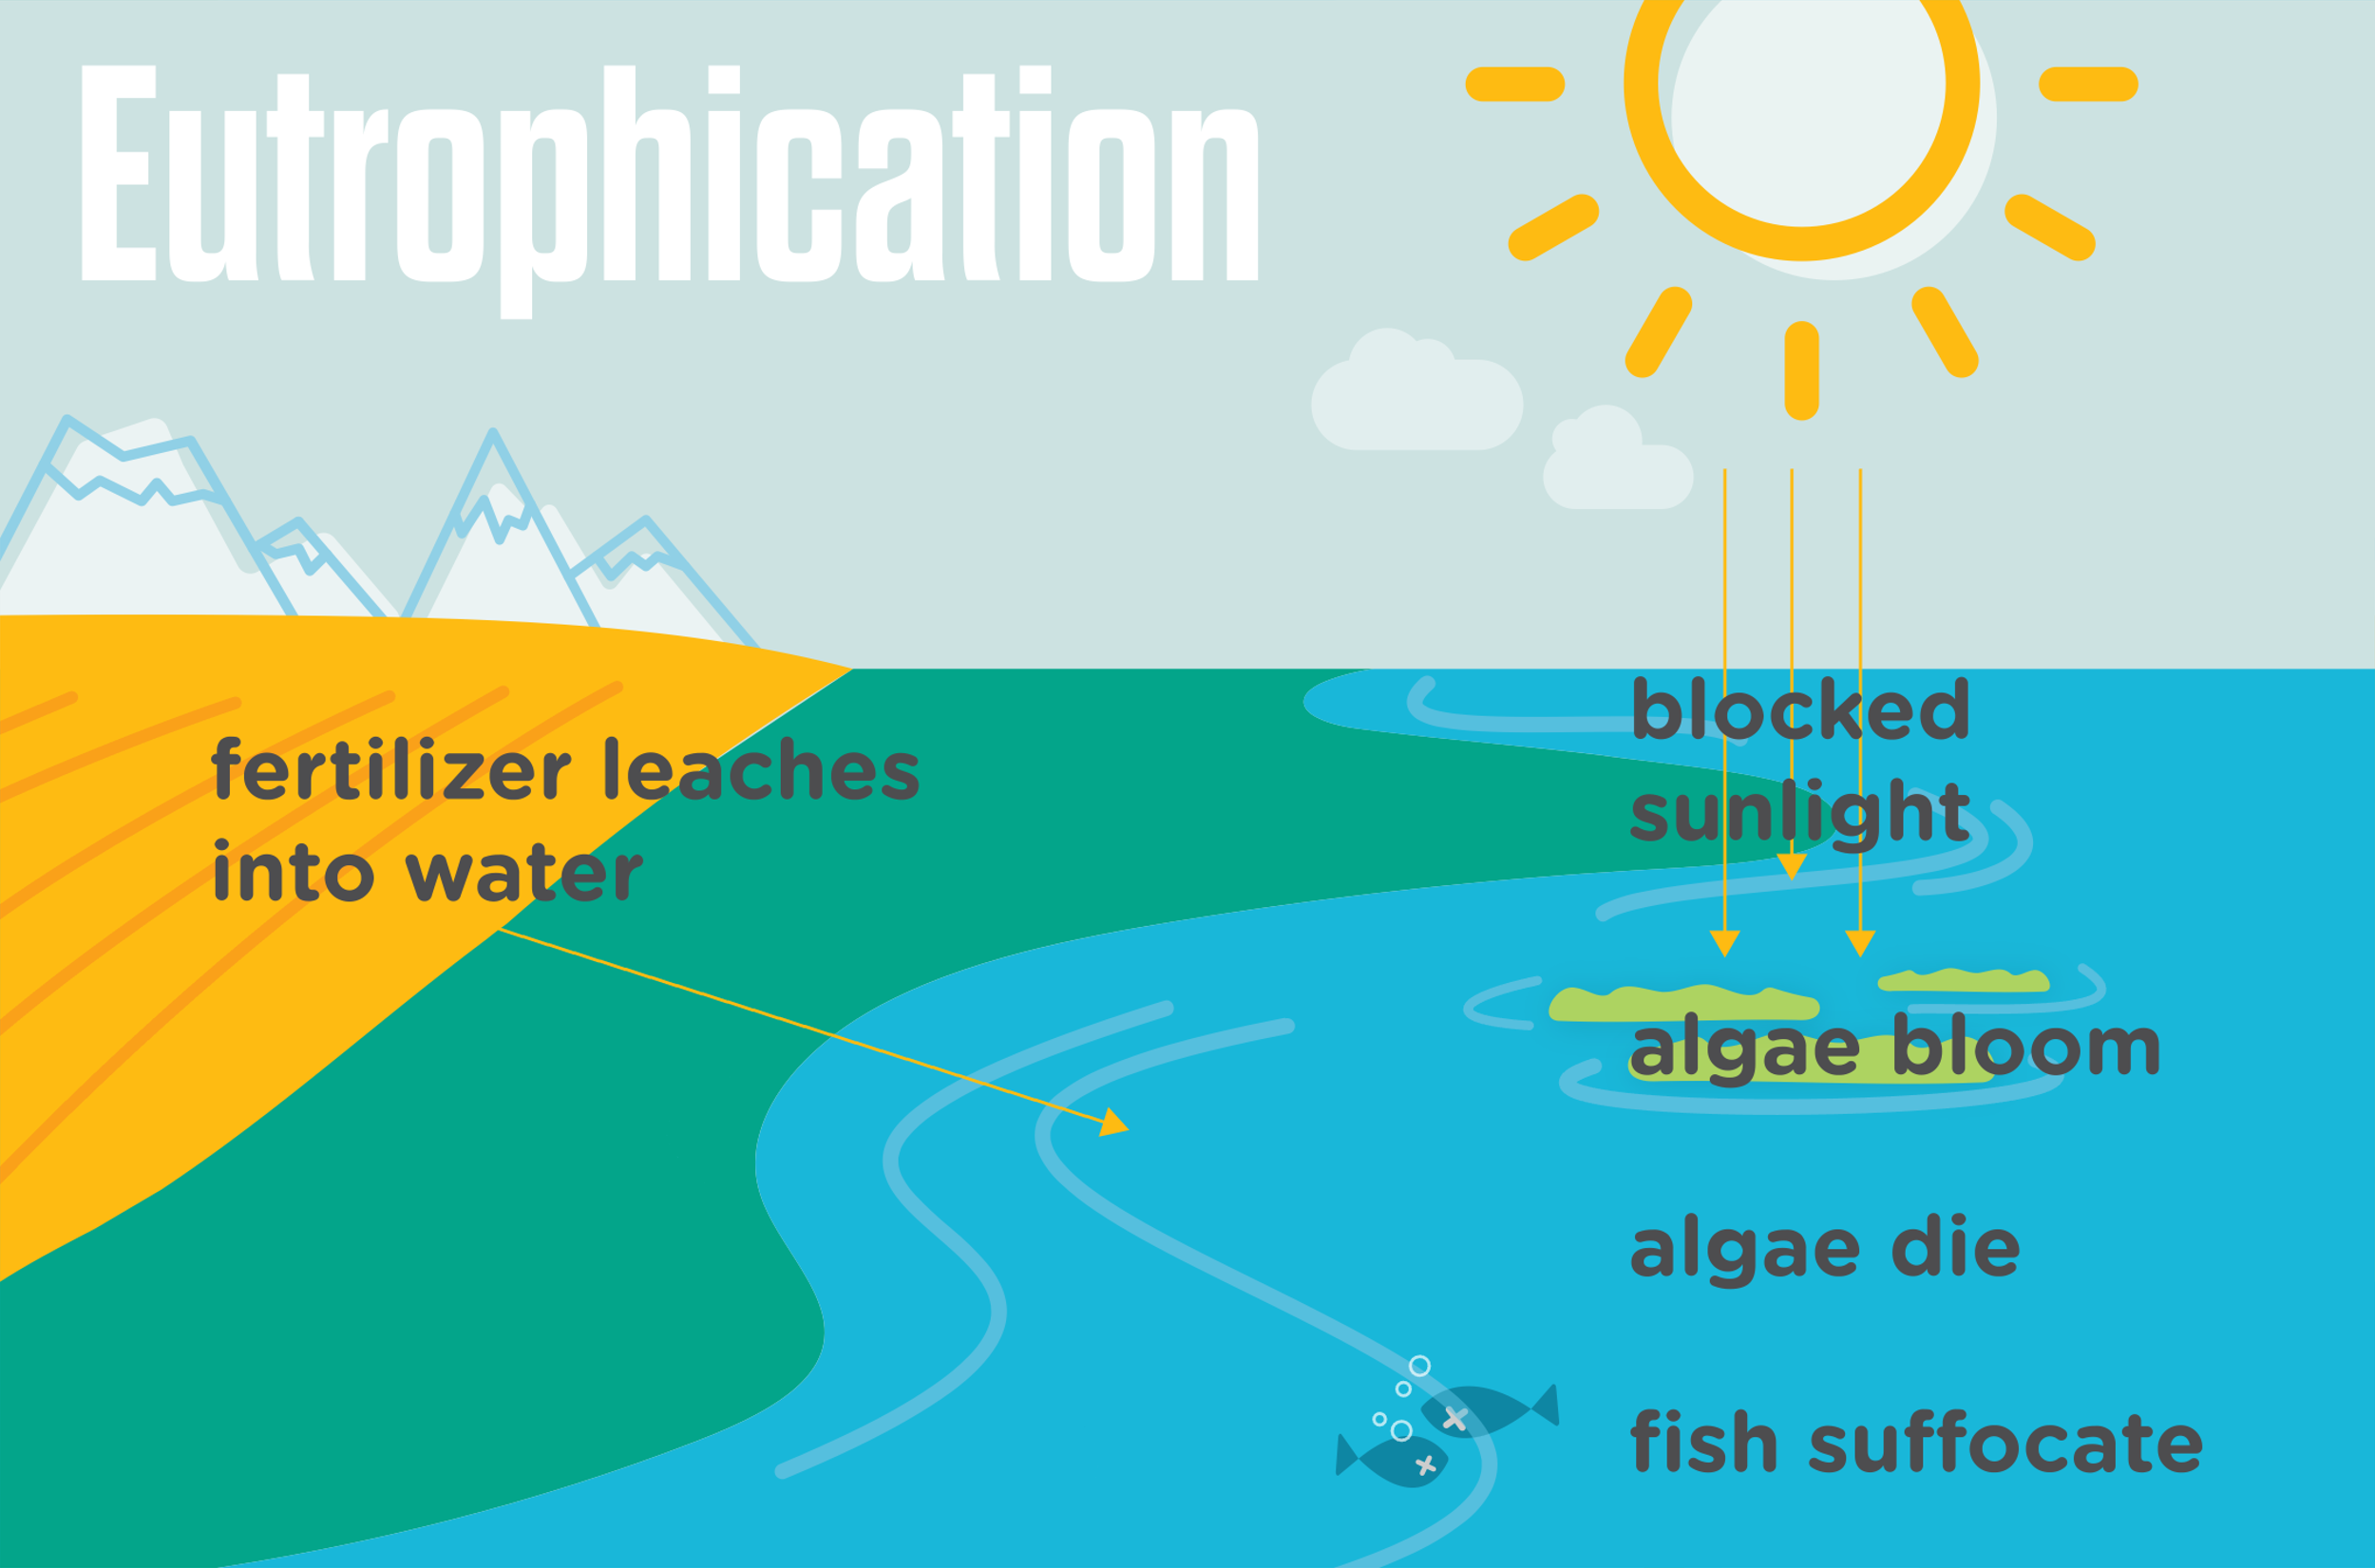 Eutrophication
fertilizer leaches
into water
blocked
sunlight
algae bloom
algae die
fish suffocate